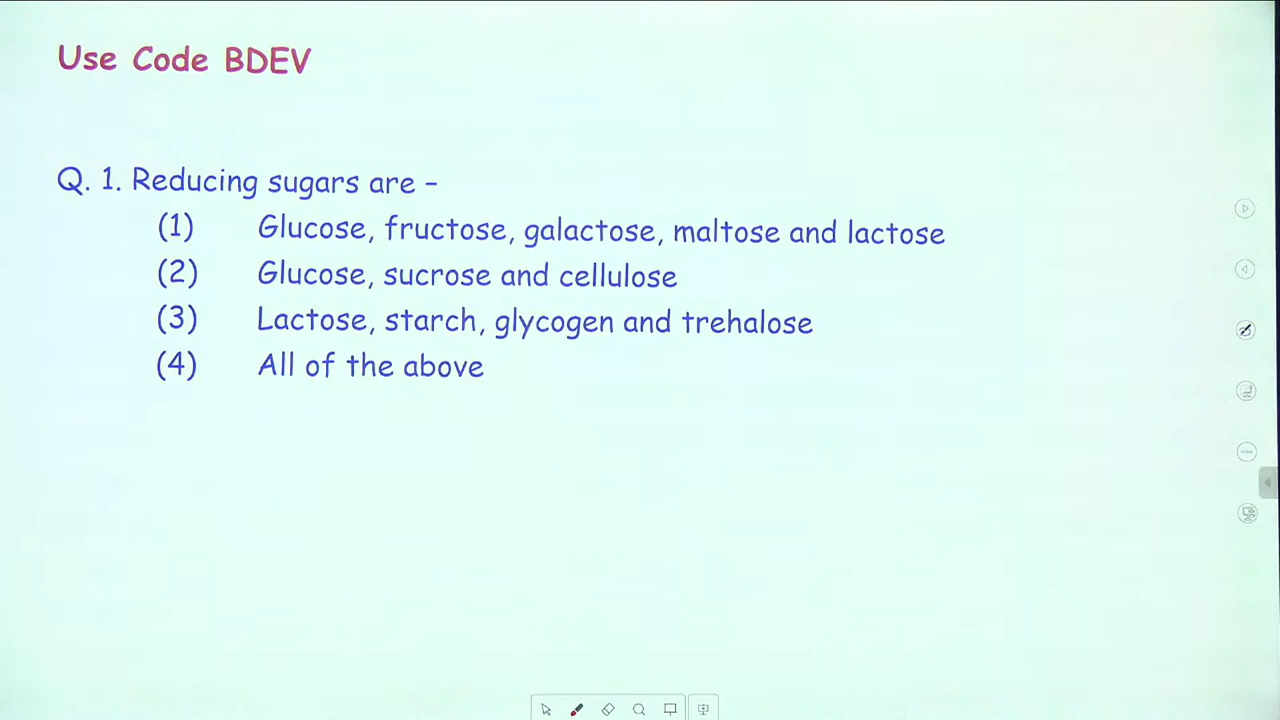 Use Code BDEV
Q. 1. Reducing sugars are –
(1) Glucose, fructose, galactose, maltose and lactose
(2) Glucose, sucrose and cellulose
(3) Lactose, starch, glycogen and trehalose
(4) All of the above